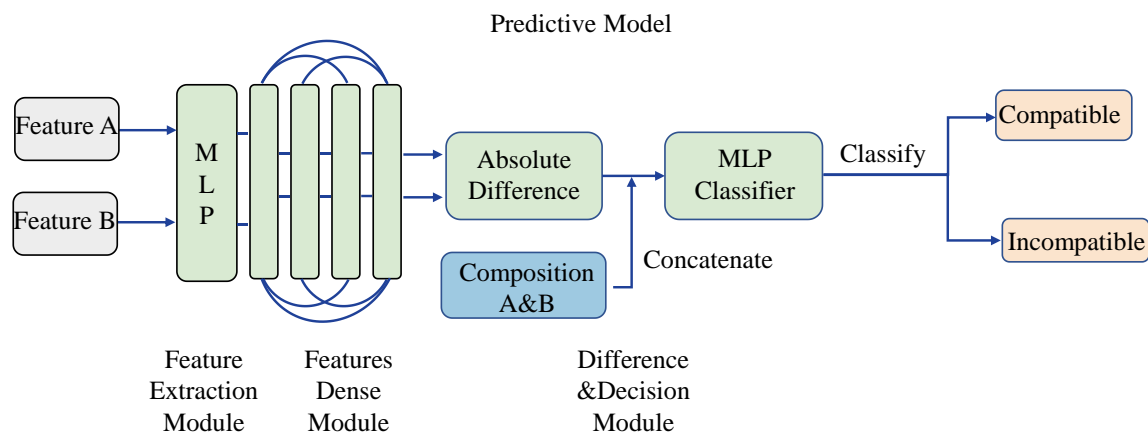 Predictive Model
Feature A
Feature B
M
L
P
Absolute
Difference
Composition
A&B
Concatenate
MLP
Classifier
Classify
Compatible
Incompatible
Feature
Extraction
Module
Features
Dense
Module
Difference
&Decision
Module